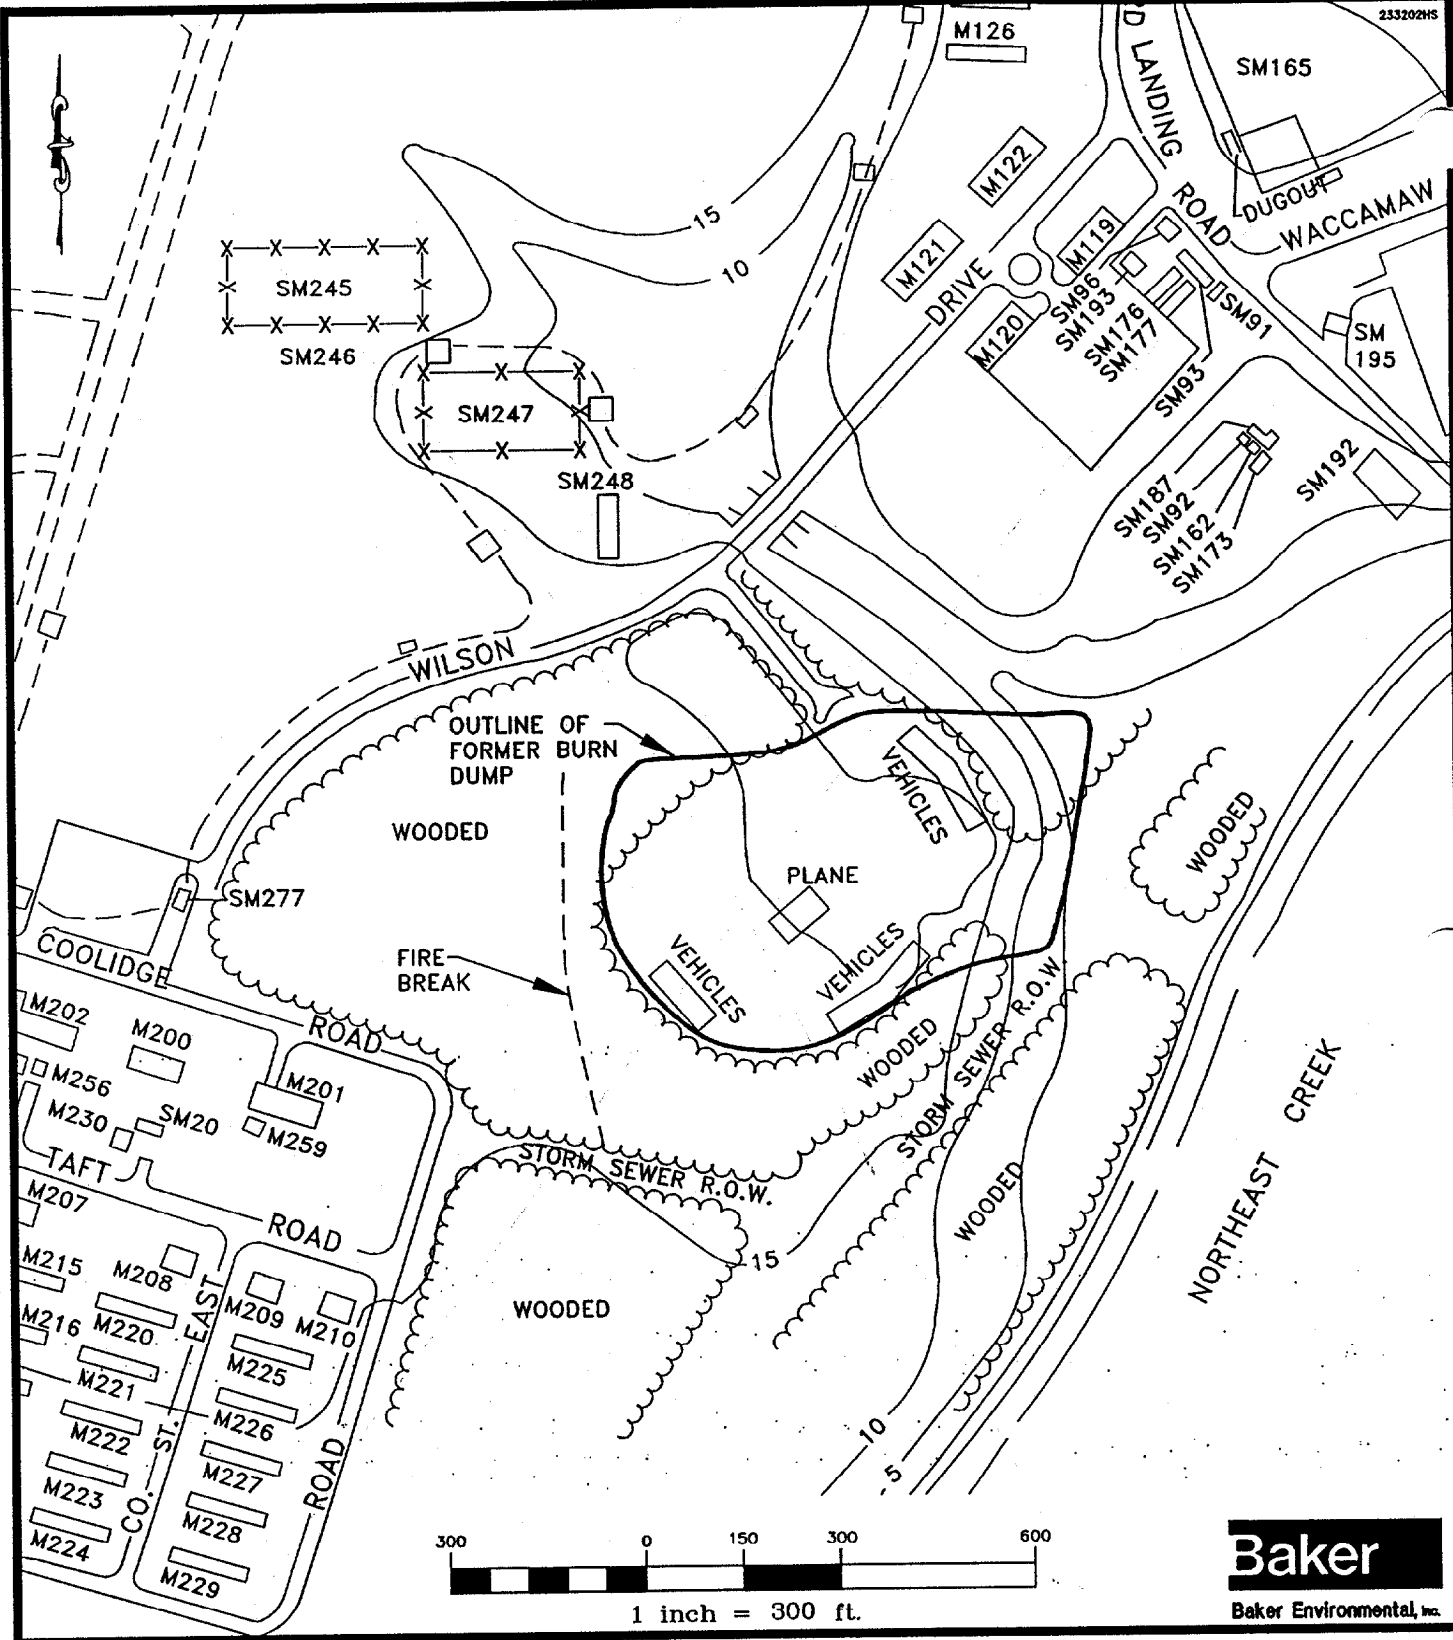 233202HS
M126
D LANDING
ROAD
SM165
M122
DUGOUT
WACCAMAW
M121
M119
DRIVE
SM96
SM193
M120
SM176
SM177
SM91
SM93
SM
195
15
10
SM245
SM246
SM247
SM248
SM187
SM92
SM162
SM173
SM192
WILSON
OUTLINE OF
FORMER BURN
DUMP
VEHICLES
WOODED
WOODED
PLANE
SM277
COOLIDGE
ROAD
FIRE
BREAK
VEHICLES
VEHICLES
WOODED
STORM SEWER R.O.W.
M202
M200
M256
M201
M230
SM20
M259
TAFT
ROAD
STORM SEWER R.O.W.
WOODED
NORTHEAST CREEK
M207
M215
M208
M209
M210
M216
M220
EAST
M225
M221
M226
M222
ST.
M227
M223
CO.
M228
M224
M229
ROAD
15
WOODED
10
5
300 0 150 300 600
1 inch = 300 ft.
Baker
Baker Environmental, Inc.